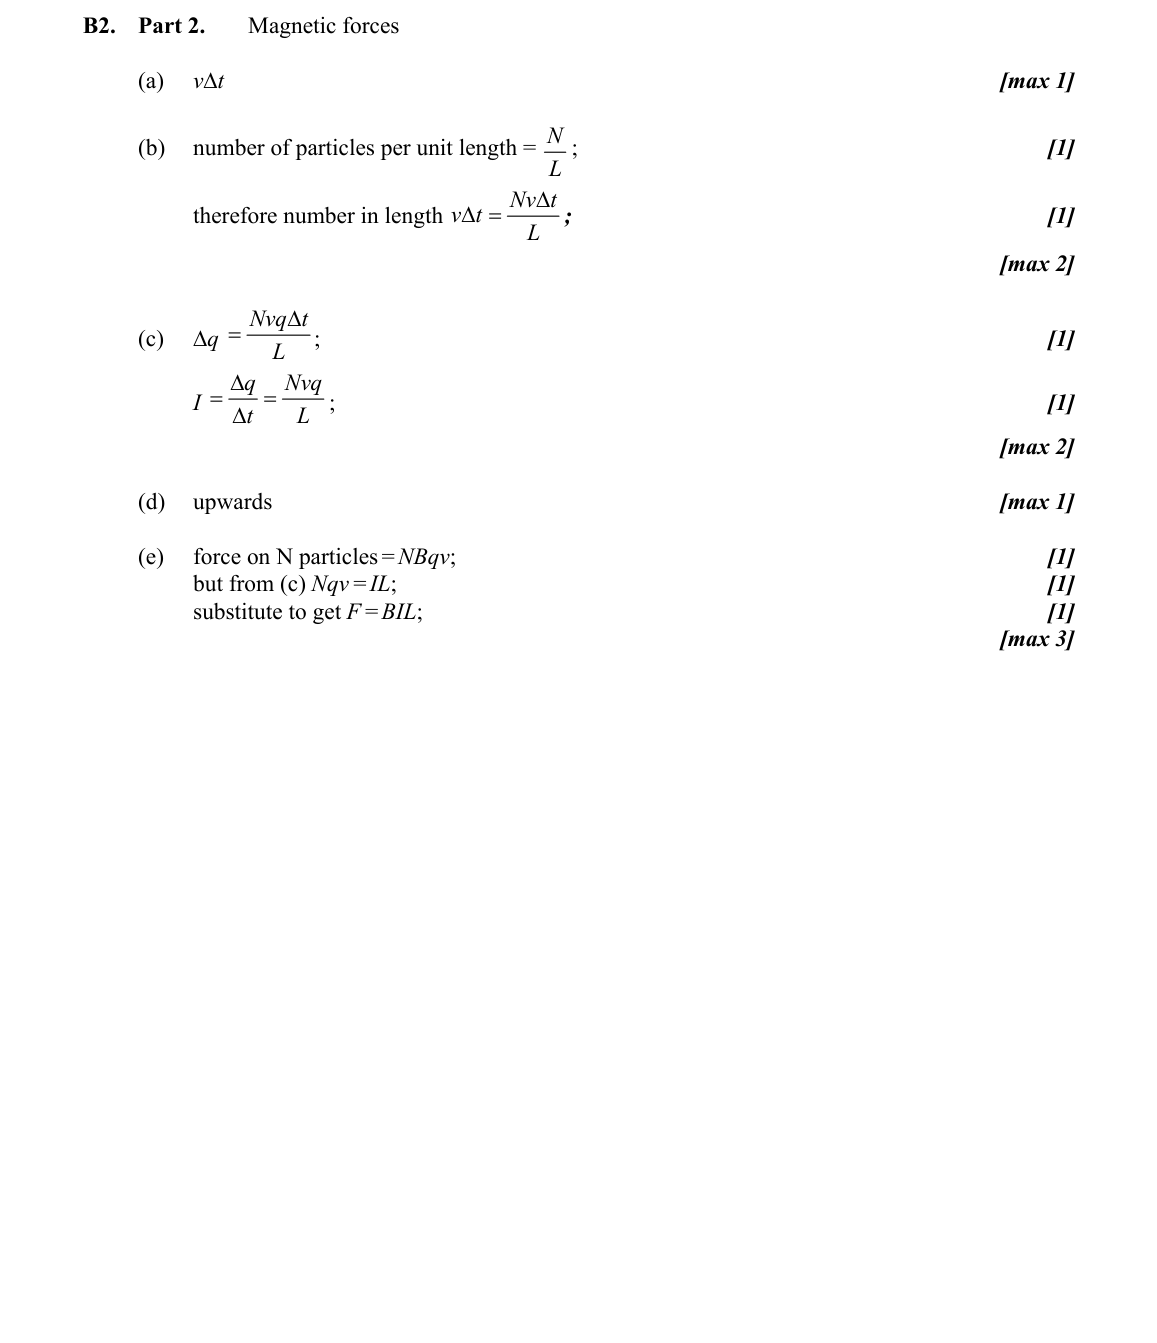 B2. Part 2. Magnetic forces
(a) vΔt [max 1]
(b) number of particles per unit length = N/L ; [1]
therefore number in length vΔt = NvΔt/L ; [1]
[max 2]
(c) Δq = NvqΔt/L ; [1]
I = Δq/Δt = Nvq/L ; [1]
[max 2]
(d) upwards [max 1]
(e) force on N particles = NBqv; [1]
but from (c) Nqv = IL; [1]
substitute to get F = BIL; [1]
[max 3]